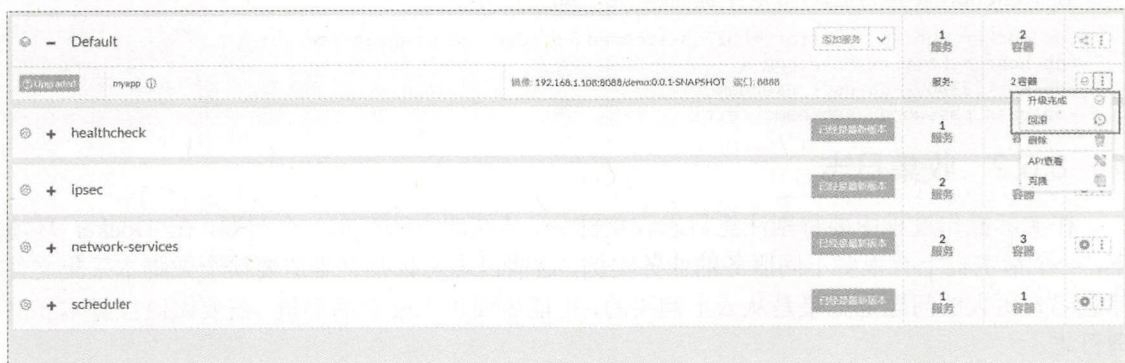 − Default 添加服务 1 服务 2 容器
Upgraded myapp 镜像: 192.168.1.108:8088/demo:0.0.1-SNAPSHOT 端口: 8088 服务- 2 容器
升级完成
回滚
+ healthcheck 已经是最新版本 1 服务
删除
API查看
克隆
+ ipsec 已经是最新版本 2 服务 容器
+ network-services 已经是最新版本 2 服务 3 容器
+ scheduler 已经是最新版本 1 服务 1 容器